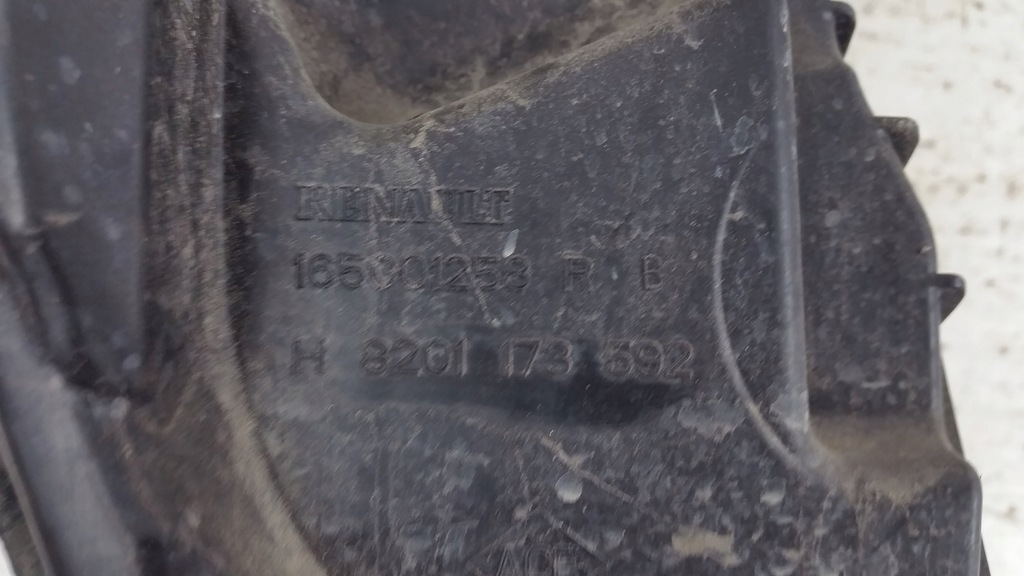 RENAULT
165001253 R B
H 8201 173 592